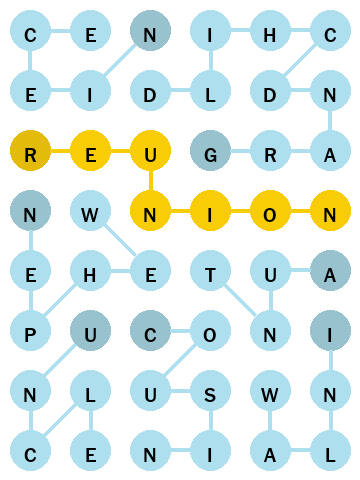 C E N I H C
E I D L D N
R E U G R A
N W N I O N
E H E T U A
P U C O N I
N L U S W N
C E N I A L